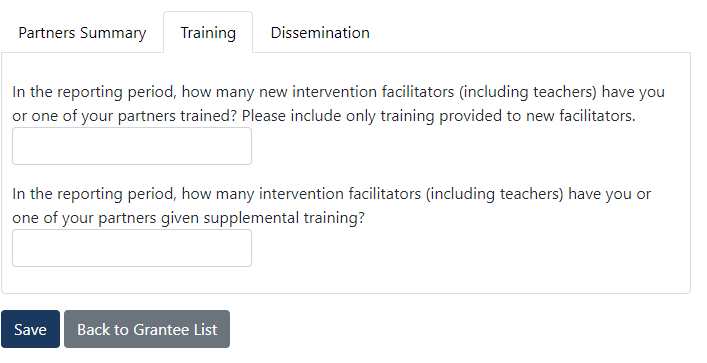 Partners Summary Training Dissemination
In the reporting period, how many new intervention facilitators (including teachers) have you
or one of your partners trained? Please include only training provided to new facilitators.
In the reporting period, how many intervention facilitators (including teachers) have you or
one of your partners given supplemental training?
Save Back to Grantee List